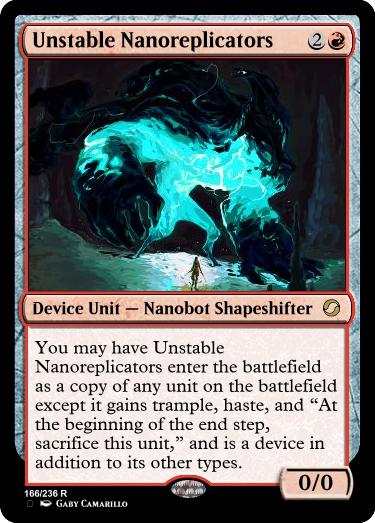 Unstable Nanoreplicators 2
Device Unit — Nanobot Shapeshifter
You may have Unstable
Nanoreplicators enter the battlefield
as a copy of any unit on the battlefield
except it gains trample, haste, and “At
the beginning of the end step,
sacrifice this unit,” and is a device in
addition to its other types.
0/0
166/236 R
Gaby Camarillo